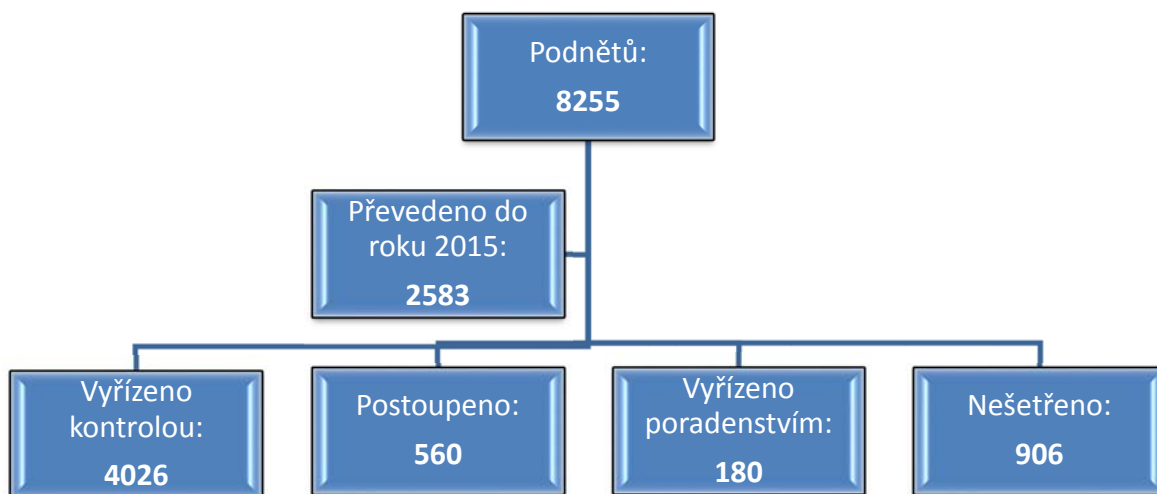 Podnětů:
8255
Převedeno do
roku 2015:
2583
Vyřízeno
kontrolou:
4026
Postoupeno:
560
Vyřízeno
poradenstvím:
180
Nešetřeno:
906